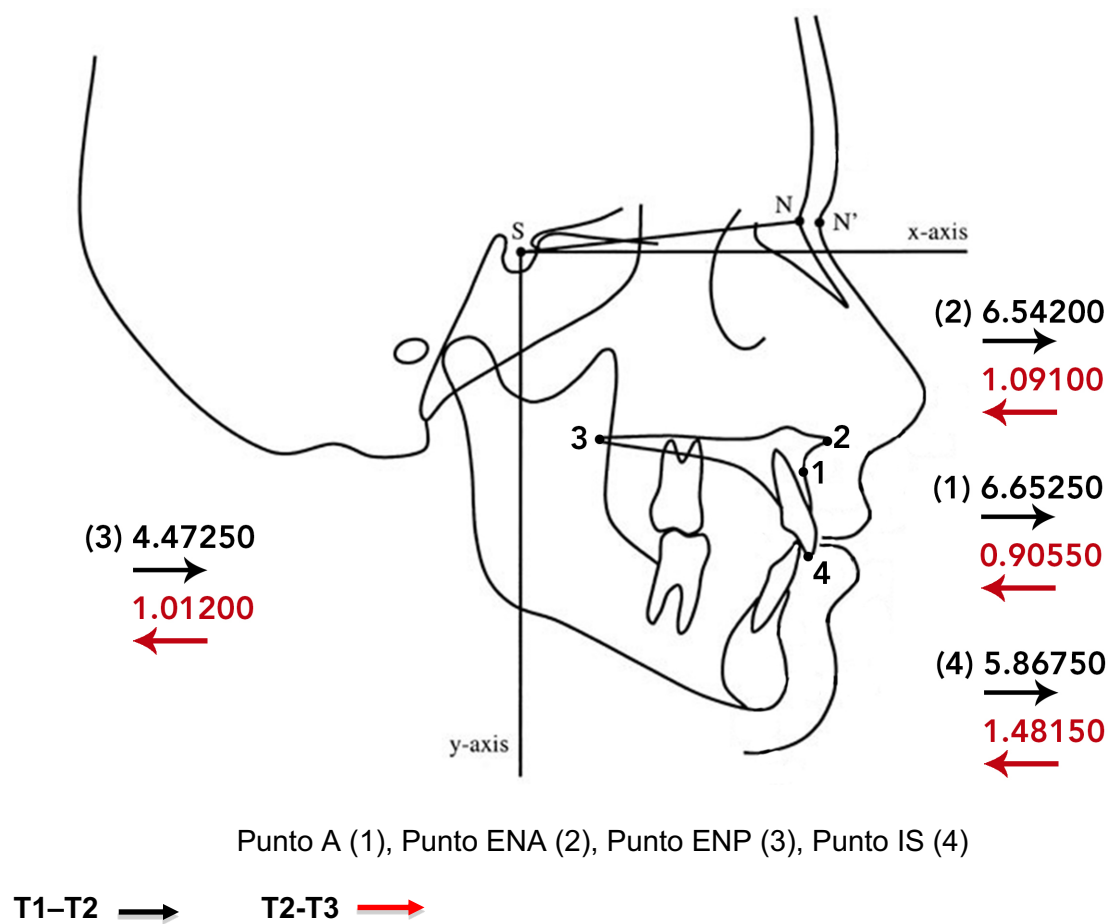 N
N'
S
x-axis
(2) 6.54200
1.09100
3
2
1
(1) 6.65250
0.90550
(3) 4.47250
1.01200
4
(4) 5.86750
1.48150
y-axis
Punto A (1), Punto ENA (2), Punto ENP (3), Punto IS (4)
T1–T2
T2-T3